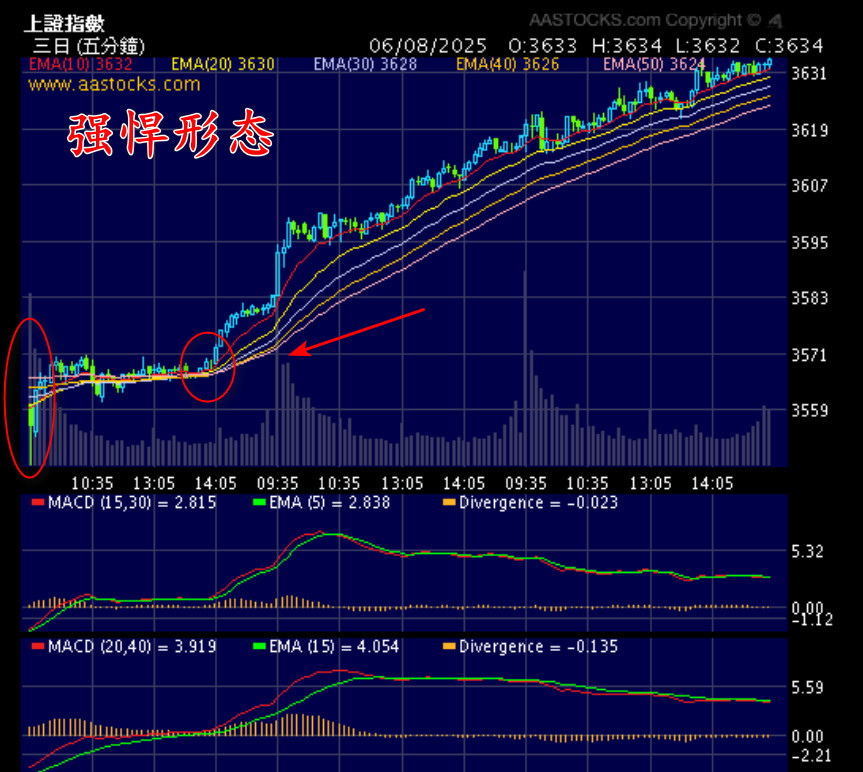 上證指數
AASTOCKS.com Copyright ©
三日 (五分鐘)
06/08/2025 O:3633 H:3634 L:3632 C:3634
EMA(10) 3632 EMA(20) 3630 EMA(30) 3628 EMA(40) 3626 EMA(50) 3624
www.aastocks.com
强悍形态
3631
3619
3607
3595
3583
3571
3559
10:35 13:05 14:05 09:35 10:35 13:05 14:05 09:35 10:35 13:05 14:05
MACD (15,30) = 2.815 EMA (5) = 2.838 Divergence = -0.023
5.32
0.00
-1.12
MACD (20,40) = 3.919 EMA (15) = 4.054 Divergence = -0.135
5.59
0.00
-2.21